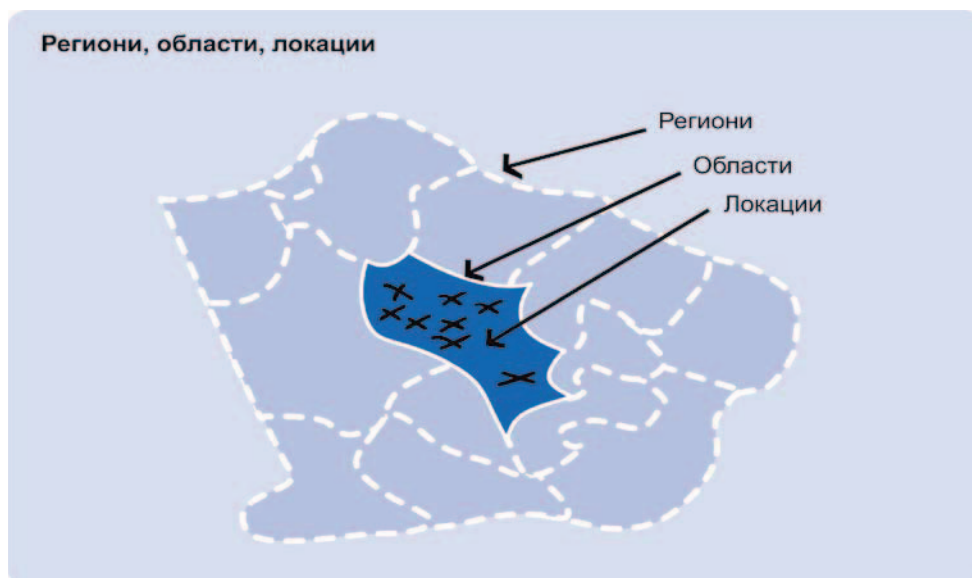 Региони, области, локации
Региони
Области
Локации